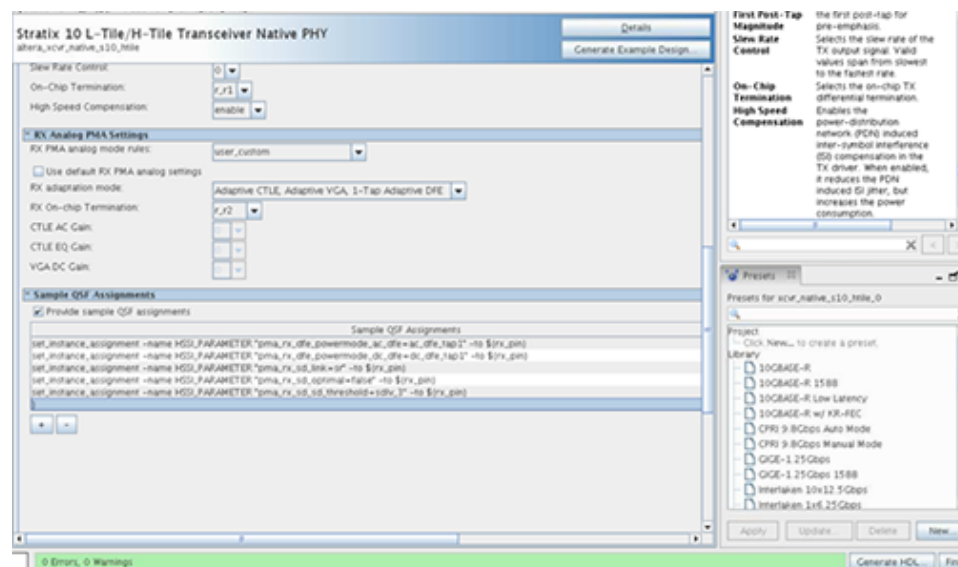 Stratix 10 L-Tile/H-Tile Transceiver Native PHY
altera_xcvr_native_s10_htile
Details
Generate Example Design...
Slew Rate Control:
0
On-Chip Termination:
r_r1
High Speed Compensation:
enable
RX Analog PMA Settings
RX PMA analog mode rules:
user_custom
Use default RX PMA analog settings
RX adaptation mode:
Adaptive CTLE, Adaptive VGA, 1-Tap Adaptive DFE
RX On-chip Termination:
r_r2
CTLE AC Gain:
0
CTLE EQ Gain:
0
VGA DC Gain:
0
Sample QSF Assignments
Provide sample QSF assignments
Sample QSF Assignments
set_instance_assignment -name HSSI_PARAMETER "pma_rx_dfe_powermode_ac_dfe=ac_dfe_tap1" -to $(rx_pin)
set_instance_assignment -name HSSI_PARAMETER "pma_rx_dfe_powermode_dc_dfe=dc_dfe_tap1" -to $(rx_pin)
set_instance_assignment -name HSSI_PARAMETER "pma_rx_sd_link=sr" -to $(rx_pin)
set_instance_assignment -name HSSI_PARAMETER "pma_rx_sd_optimal=false" -to $(rx_pin)
set_instance_assignment -name HSSI_PARAMETER "pma_rx_sd_sd_threshold=sdlv_3" -to $(rx_pin)
+ -
First Post-Tap the first post-tap for
Magnitude pre-emphasis.
Slew Rate Selects the slew rate of the
Control TX output signal. Valid
values span from slowest
to the fastest rate.
On-Chip Selects the on-chip TX
Termination differential termination.
High Speed Enables the
Compensation power-distribution
network (PDN) induced
inter-symbol interference
(ISI) compensation in the
TX driver. When enabled,
it reduces the PDN
induced ISI jitter, but
increases the power
consumption.
Presets
Presets for xcvr_native_s10_htile_0
Project
Click New... to create a preset.
Library
10GBASE-R
10GBASE-R 1588
10GBASE-R Low Latency
10GBASE-R w/ KR-FEC
CPRI 9.8Gbps Auto Mode
CPRI 9.8Gbps Manual Mode
GIGE-1.25Gbps
GIGE-1.25Gbps 1588
Interlaken 10x12.5Gbps
Interlaken 1x6.25Gbps
Apply Update... Delete New...
0 Errors, 0 Warnings
Generate HDL... Fin